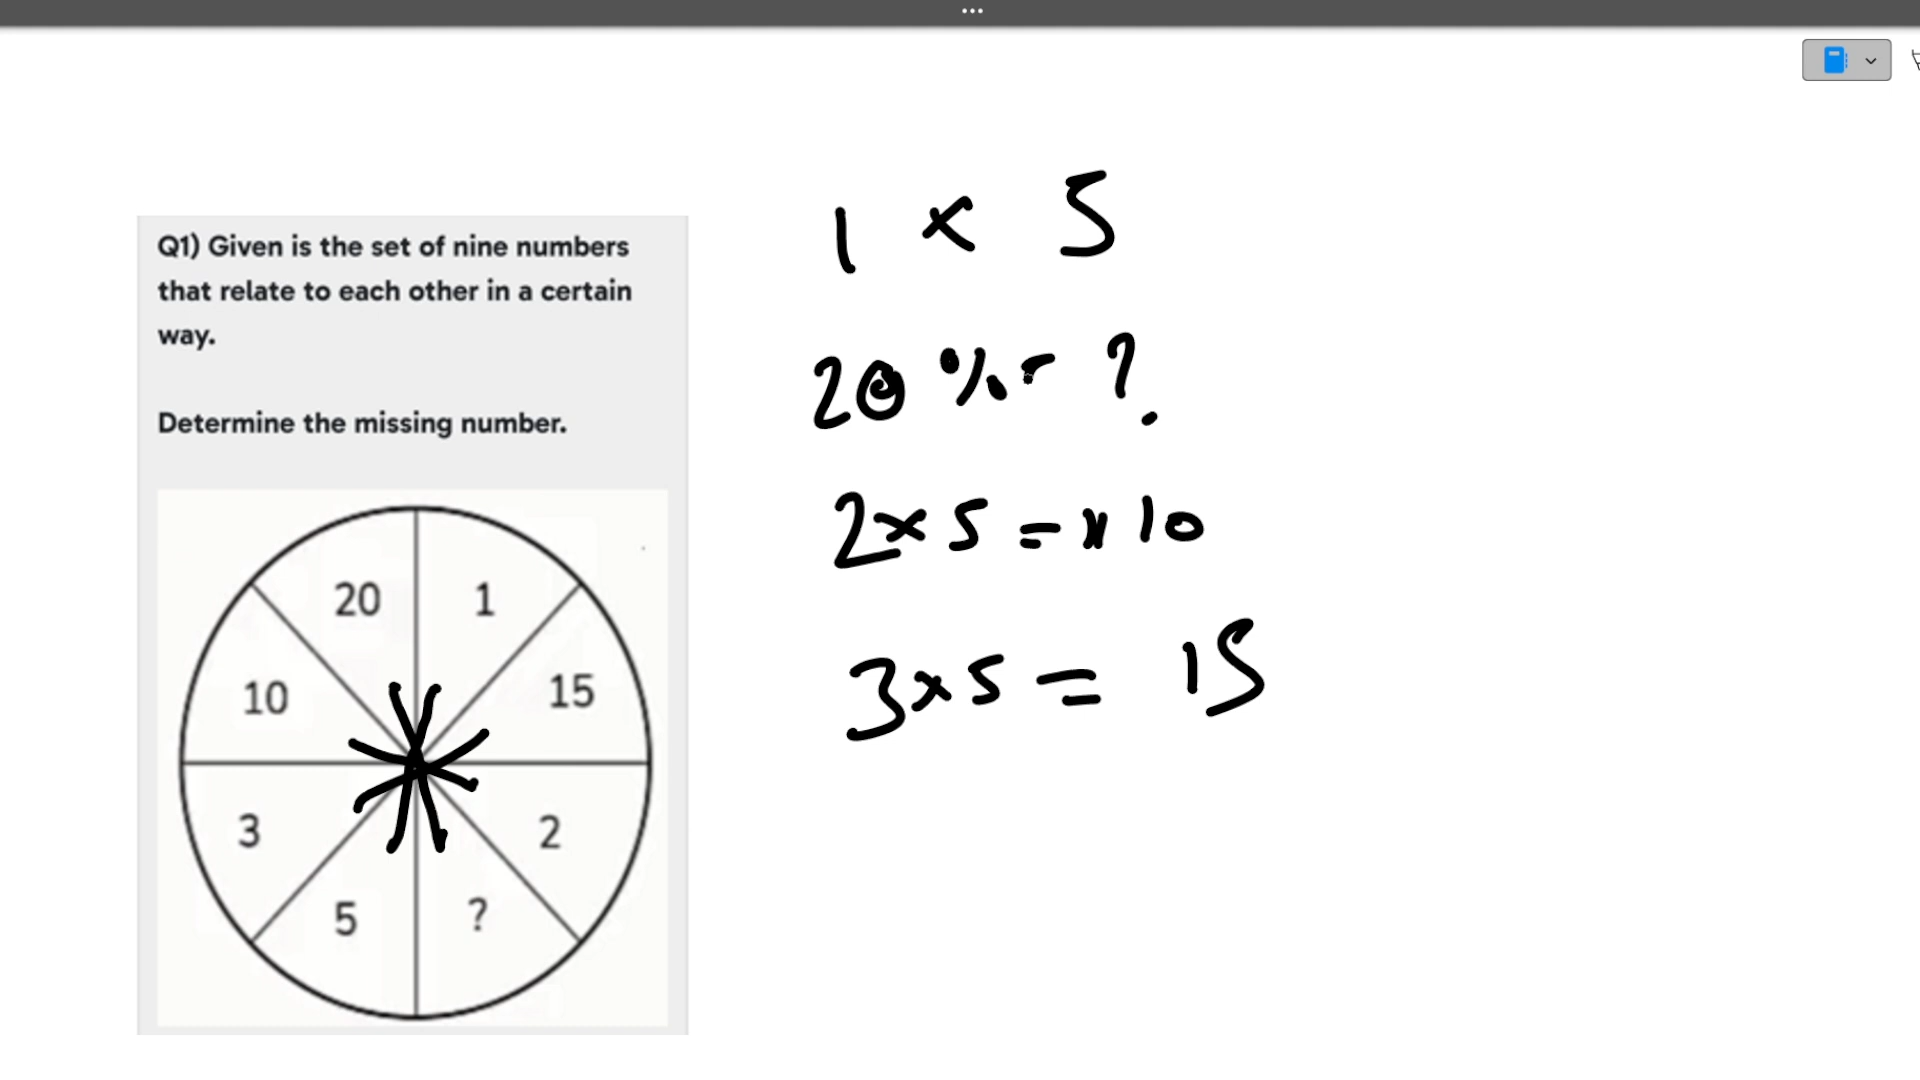 Q1) Given is the set of nine numbers
that relate to each other in a certain
way.
Determine the missing number.
20 1
10 15
3 2
5 ?
1 × 5
20 ?
2 × 5 = 10
3 × 5 = 15